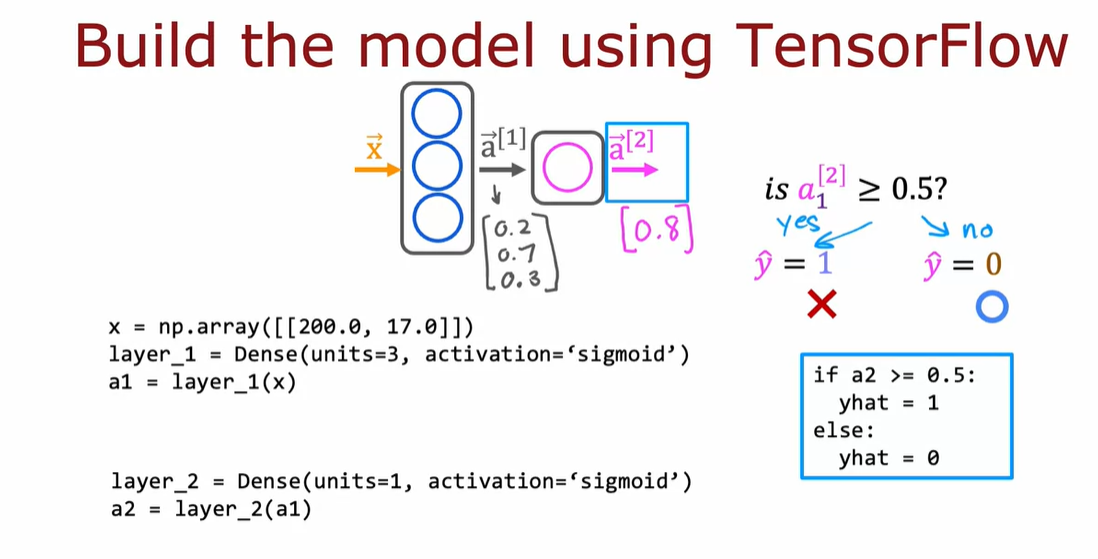 Build the model using TensorFlow
x⃗
a⃗[1]
a⃗[2]
[0.2
0.7
0.3]
[0.8]
is a₁[2] ≥ 0.5?
yes
no
ŷ = 1
ŷ = 0
x = np.array([[200.0, 17.0]])
layer_1 = Dense(units=3, activation=‘sigmoid’)
a1 = layer_1(x)
layer_2 = Dense(units=1, activation=‘sigmoid’)
a2 = layer_2(a1)
if a2 >= 0.5:
yhat = 1
else:
yhat = 0